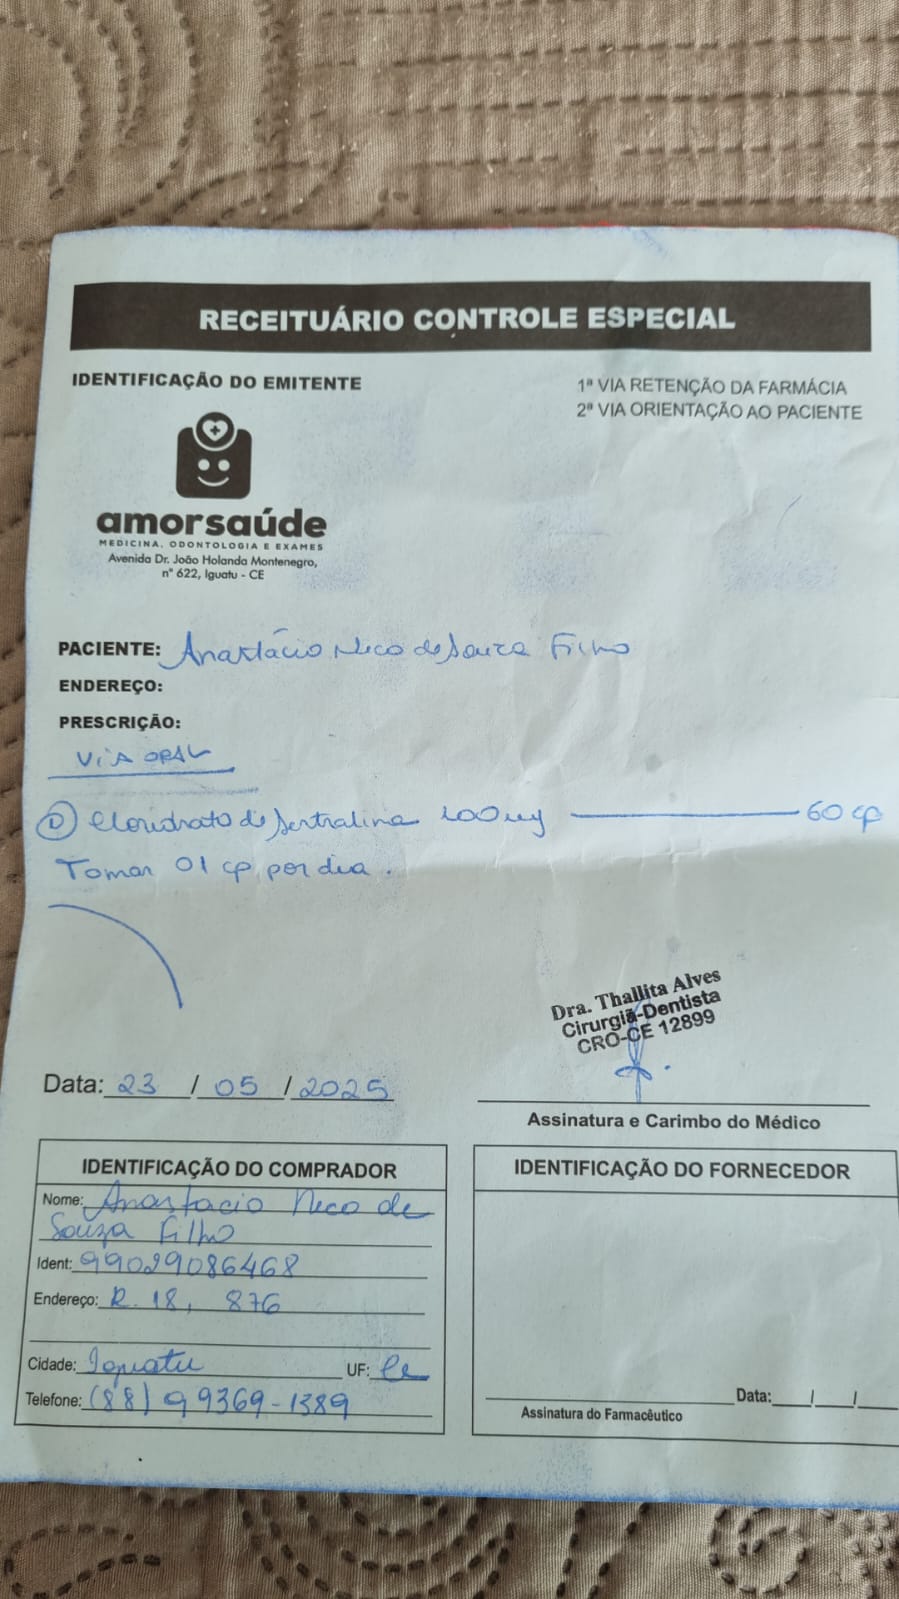 RECEITUÁRIO CONTROLE ESPECIAL
IDENTIFICAÇÃO DO EMITENTE
1ª VIA RETENÇÃO DA FARMÁCIA
2ª VIA ORIENTAÇÃO AO PACIENTE
amorsaúde
MEDICINA, ODONTOLOGIA E EXAMES
Avenida Dr. João Holanda Montenegro,
nº 622, Iguatu - CE
PACIENTE: Anastácio Neco de Souza Filho
ENDEREÇO:
PRESCRIÇÃO:
VIA ORAL
① Cloridrato de Sertralina 100mg 60 cp
Tomar 01 cp por dia.
Dra. Thallita Alves
Cirurgiã-Dentista
CRO-CE 12899
Data: 23 / 05 / 2025
Assinatura e Carimbo do Médico
IDENTIFICAÇÃO DO COMPRADOR
Nome: Anastacio Neco de
Souza Filho
Ident: 99029086468
Endereço: R. 18, 876
Cidade: Iguatu UF: Ce
Telefone: (88) 99369-1389
IDENTIFICAÇÃO DO FORNECEDOR
Data: / /
Assinatura do Farmacêutico